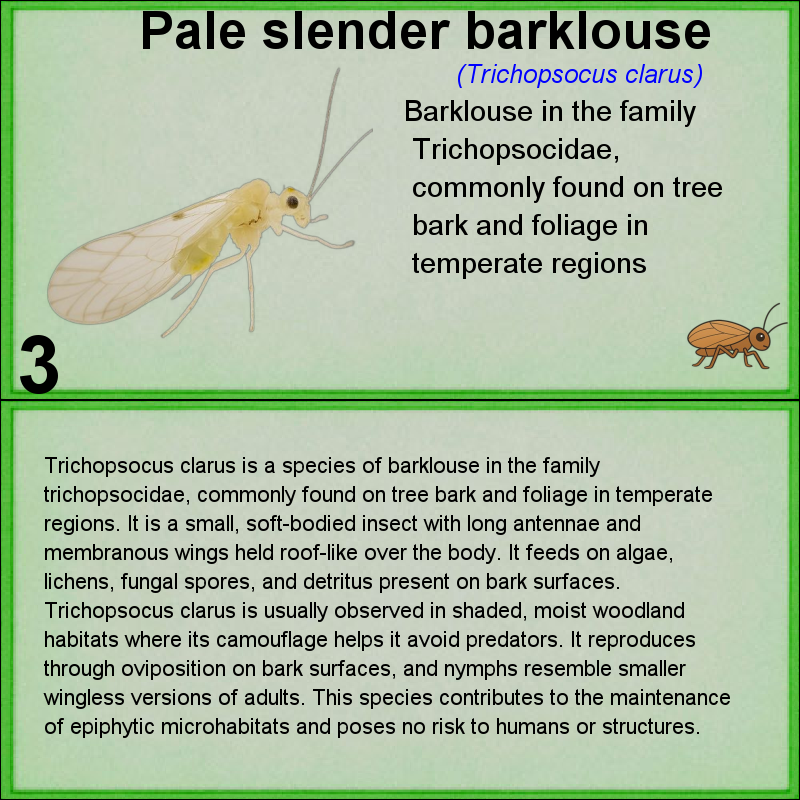 Pale slender barklouse
(Trichopsocus clarus)
Barklouse in the family
Trichopsocidae,
commonly found on tree
bark and foliage in
temperate regions
3
Trichopsocus clarus is a species of barklouse in the family
trichopsocidae, commonly found on tree bark and foliage in temperate
regions. It is a small, soft-bodied insect with long antennae and
membranous wings held roof-like over the body. It feeds on algae,
lichens, fungal spores, and detritus present on bark surfaces.
Trichopsocus clarus is usually observed in shaded, moist woodland
habitats where its camouflage helps it avoid predators. It reproduces
through oviposition on bark surfaces, and nymphs resemble smaller
wingless versions of adults. This species contributes to the maintenance
of epiphytic microhabitats and poses no risk to humans or structures.